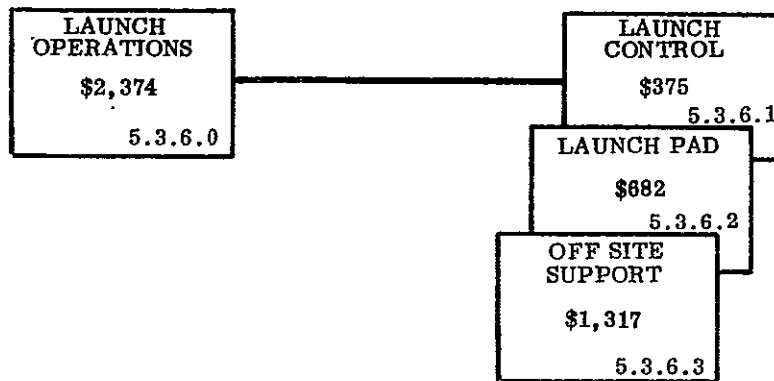 LAUNCH
OPERATIONS
$2,374
5.3.6.0
LAUNCH
CONTROL
$375
5.3.6.1
LAUNCH PAD
$682
5.3.6.2
OFF SITE
SUPPORT
$1,317
5.3.6.3